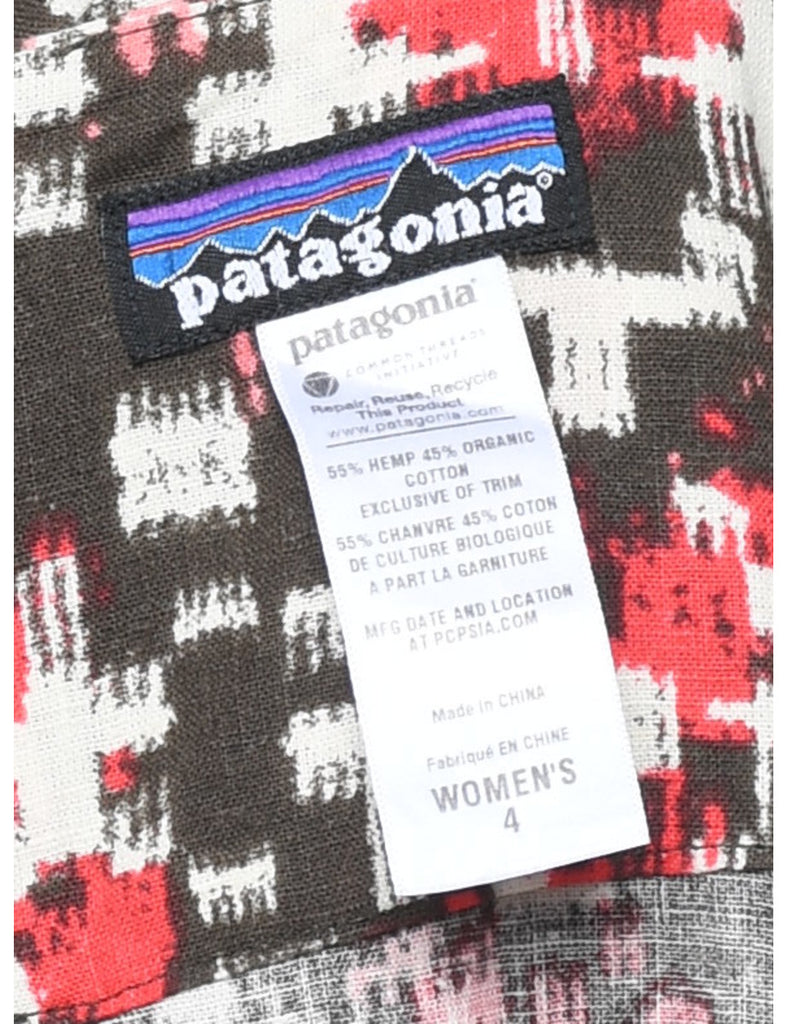 patagonia®
patagonia®
COMMON THREADS
INITIATIVE
Repair, Reuse, Recycle
This Product
www.patagonia.com
55% HEMP 45% ORGANIC
COTTON
EXCLUSIVE OF TRIM
55% CHANVRE 45% COTON
DE CULTURE BIOLOGIQUE
A PART LA GARNITURE
MFG DATE AND LOCATION
AT PCPSIA.COM
Made in CHINA
Fabriqué EN CHINE
WOMEN'S
4